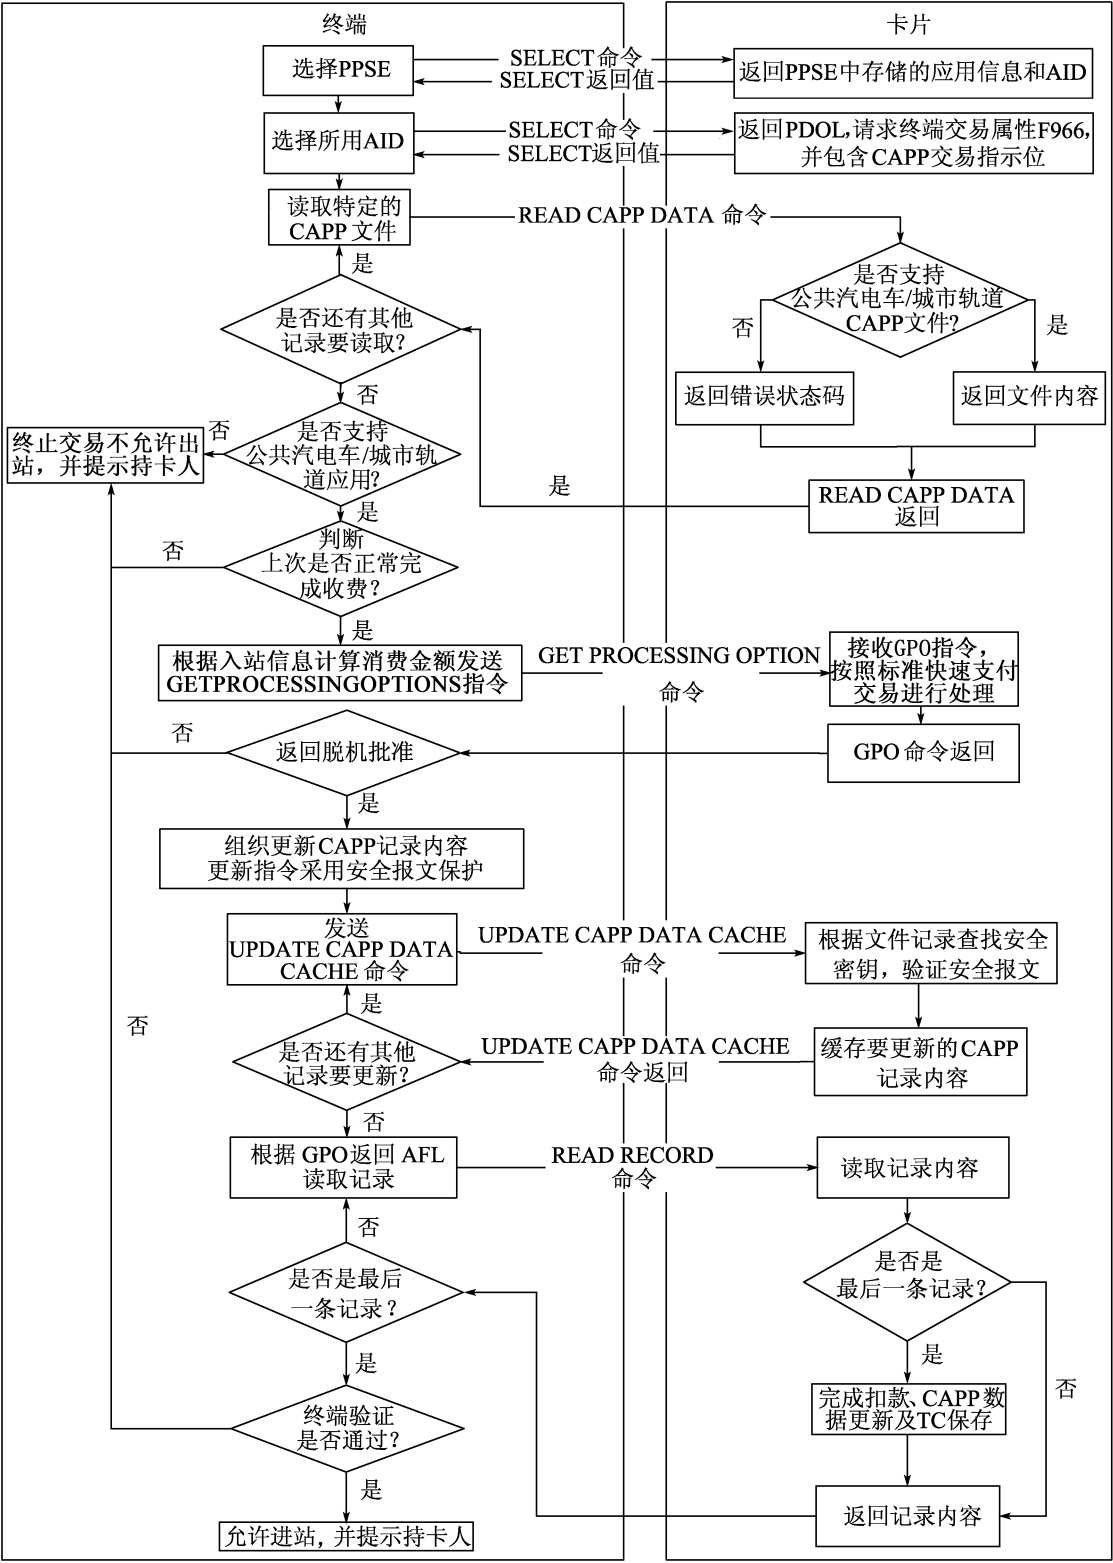 终端
卡片
选择PPSE
SELECT命令
SELECT返回值
返回PPSE中存储的应用信息和AID
选择所用AID
SELECT命令
SELECT返回值
返回PDOL,请求终端交易属性F966,
并包含CAPP交易指示位
读取特定的
CAPP文件
READ CAPP DATA 命令
是
是否支持
公共汽电车/城市轨道
CAPP文件?
否
是
是否还有其他
记录要读取?
返回错误状态码
返回文件内容
否
是否支持
公共汽电车/城市轨
道应用?
否
终止交易不允许出
站，并提示持卡人
是
READ CAPP DATA
返回
是
判断
上次是否正常完
成收费?
否
是
根据入站信息计算消费金额发送
GETPROCESSINGOPTIONS指令
GET PROCESSING OPTION
命令
接收GPO指令，
按照标准快速支付
交易进行处理
否
返回脱机批准
GPO命令返回
是
组织更新CAPP记录内容
更新指令采用安全报文保护
发送
UPDATE CAPP DATA
CACHE 命令
UPDATE CAPP DATA CACHE
命令
根据文件记录查找安全
密钥，验证安全报文
是
否
是否还有其他
记录要更新?
UPDATE CAPP DATA CACHE
命令返回
缓存要更新的CAPP
记录内容
否
根据 GPO返回 AFL
读取记录
READ RECORD
命令
读取记录内容
否
是否是最后
一条记录?
是否是
最后一条记录?
是
是
否
终端验证
是否通过?
完成扣款、CAPP数
据更新及TC保存
是
返回记录内容
允许进站，并提示持卡人